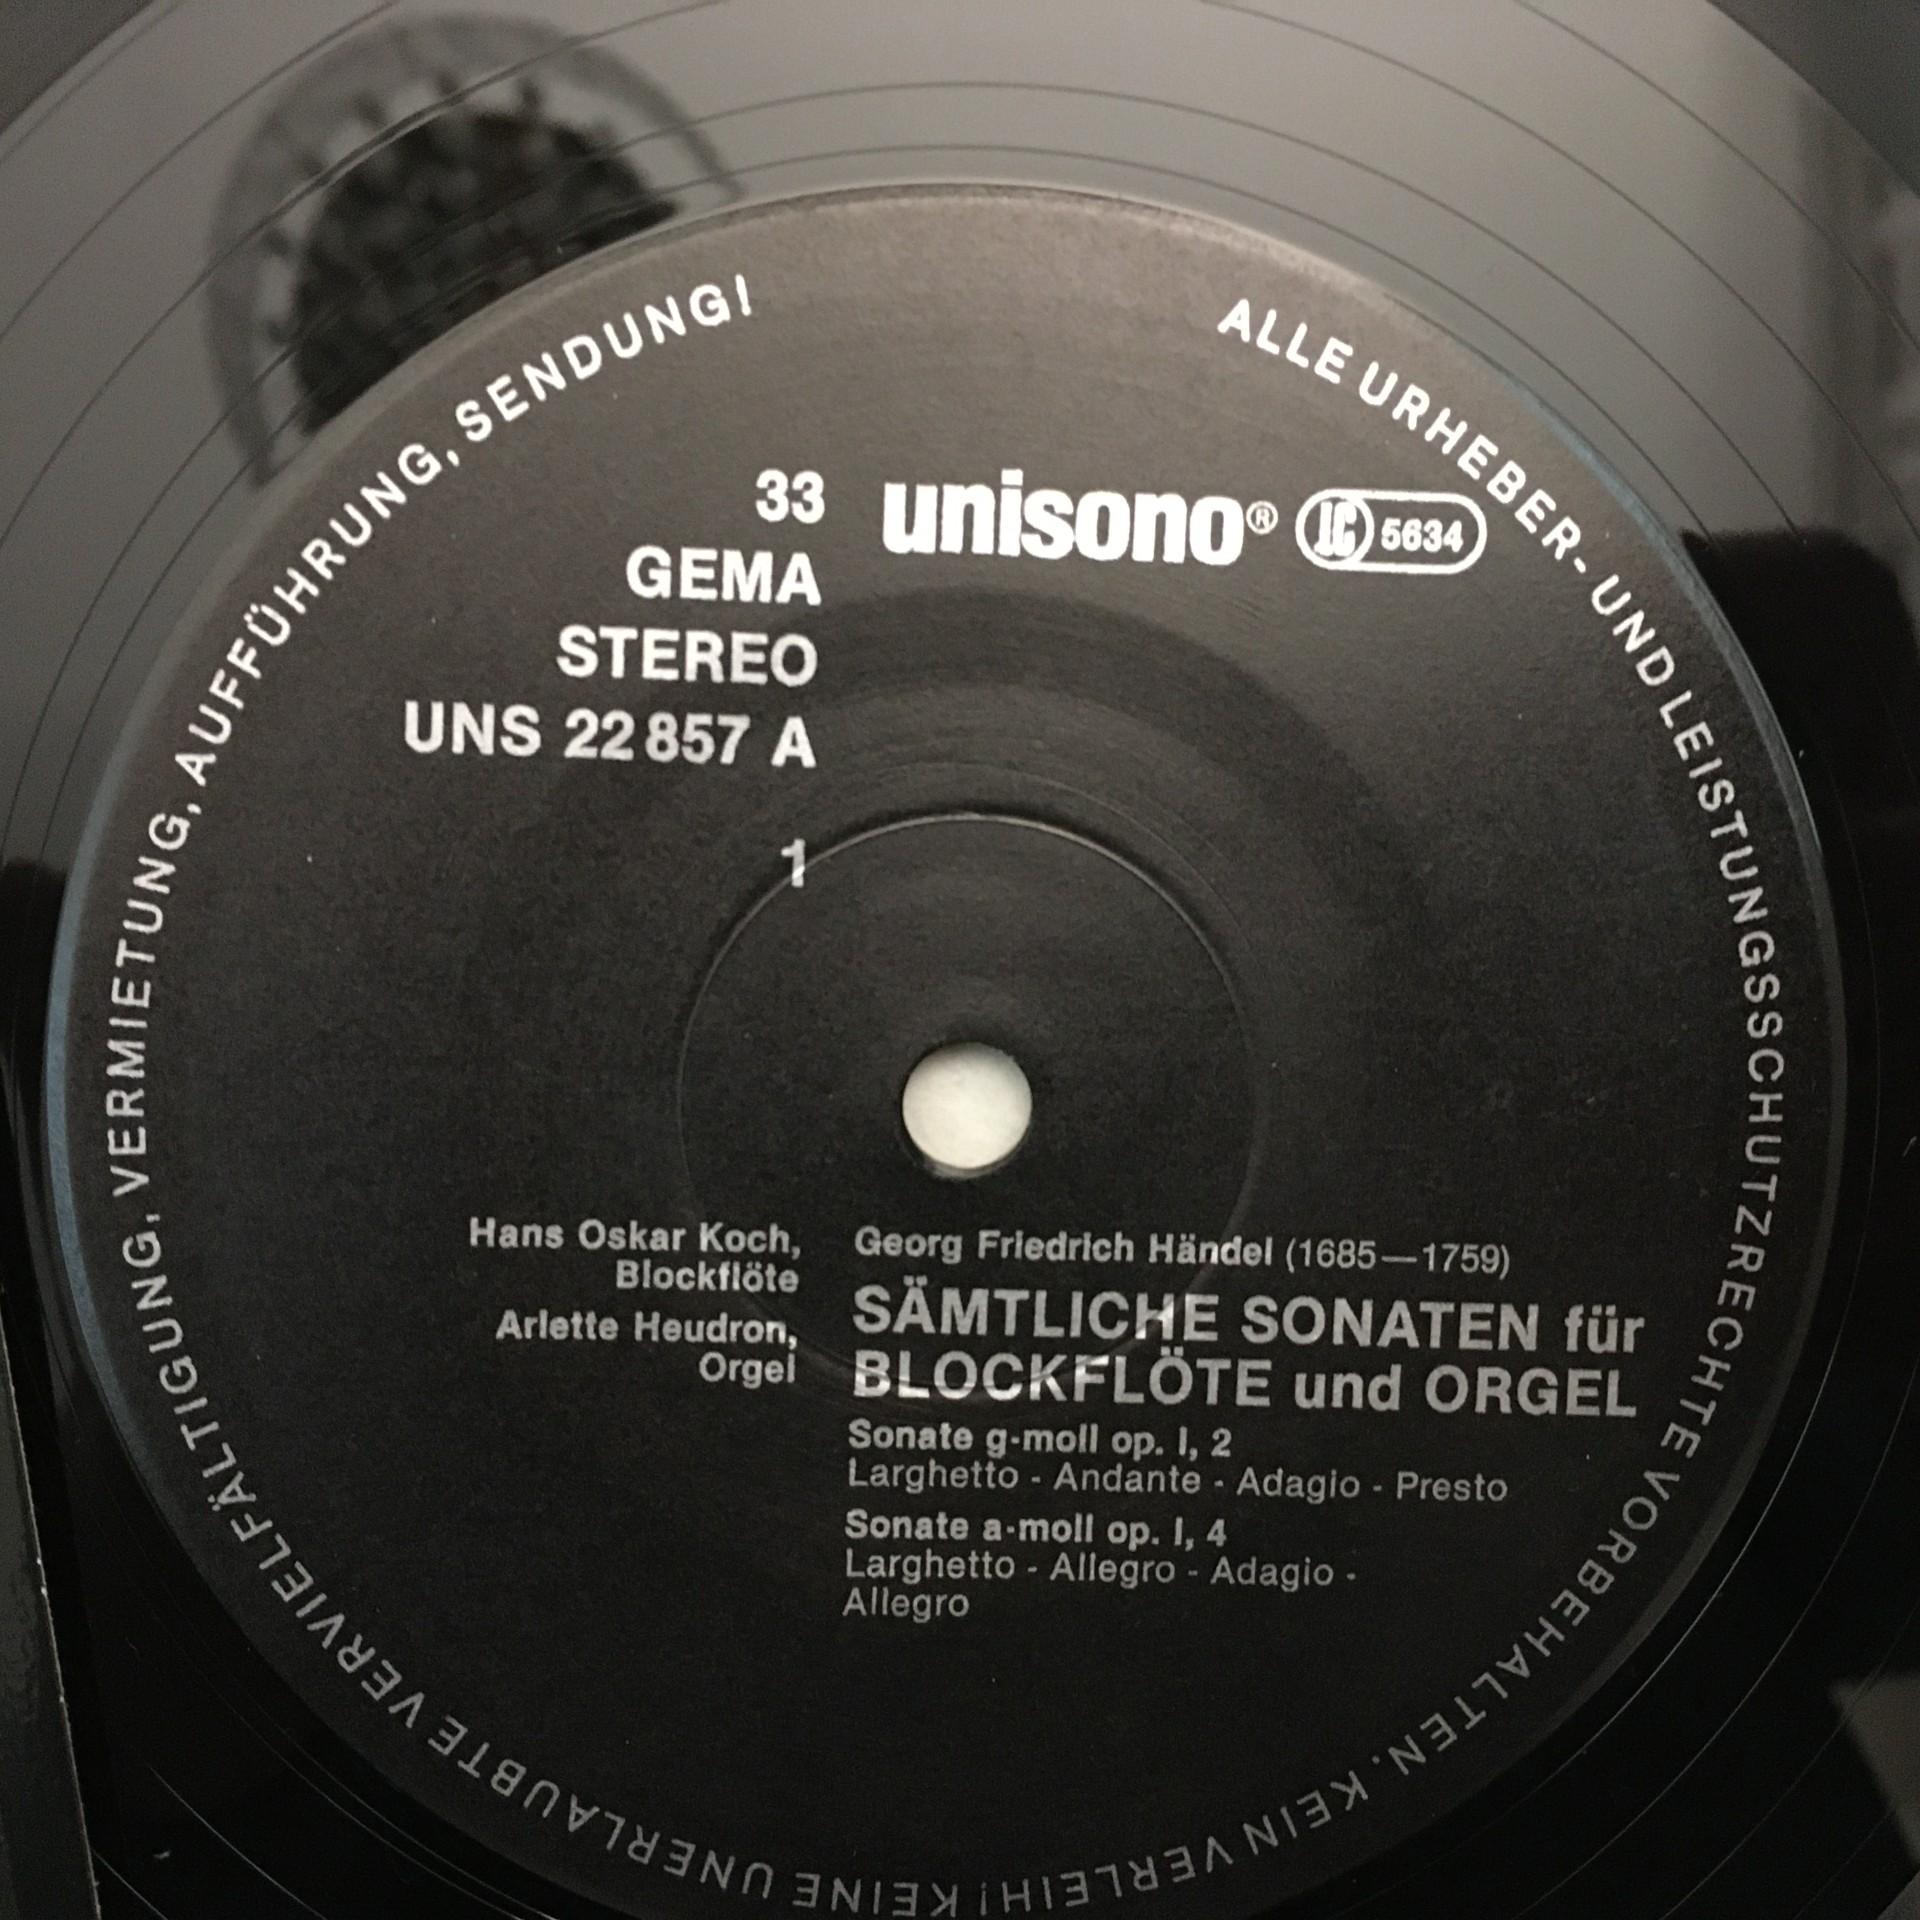 ALLE URHEBER- UND LEISTUNGSSCHUTZRECHTE VORBEHALTEN. KEIN VERLEIH! KEINE UNERLAUBTE VERVIELFÄLTIGUNG, VERMIETUNG, AUFFÜHRUNG, SENDUNG!
33
GEMA
STEREO
UNS 22 857 A
1
unisono® LC 5634
Hans Oskar Koch,
Blockflöte
Arlette Heudron,
Orgel
Georg Friedrich Händel (1685—1759)
SÄMTLICHE SONATEN für
BLOCKFLÖTE und ORGEL
Sonate g-moll op. I, 2
Larghetto - Andante - Adagio - Presto
Sonate a-moll op. I, 4
Larghetto - Allegro - Adagio -
Allegro